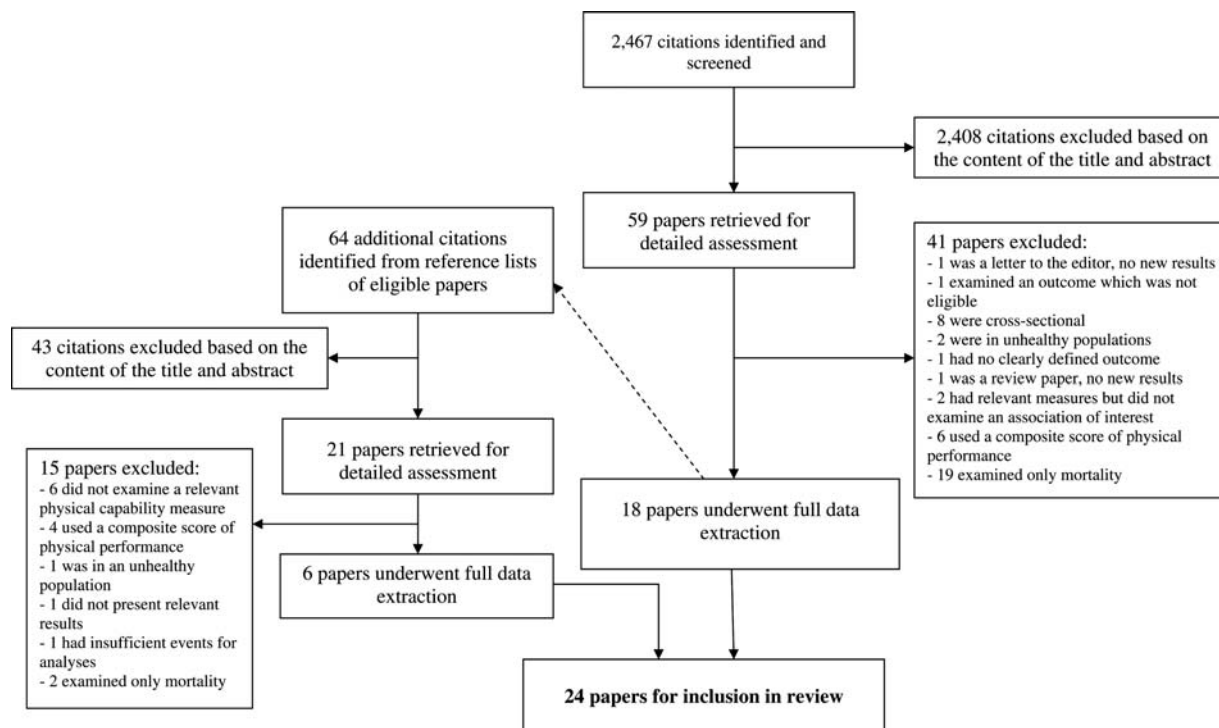 2,467 citations identified and
screened
2,408 citations excluded based on
the content of the title and abstract
59 papers retrieved for
detailed assessment
41 papers excluded:
- 1 was a letter to the editor, no new results
- 1 examined an outcome which was not
eligible
- 8 were cross-sectional
- 2 were in unhealthy populations
- 1 had no clearly defined outcome
- 1 was a review paper, no new results
- 2 had relevant measures but did not
examine an association of interest
- 6 used a composite score of physical
performance
- 19 examined only mortality
18 papers underwent full data
extraction
64 additional citations
identified from reference lists
of eligible papers
43 citations excluded based on the
content of the title and abstract
21 papers retrieved for
detailed assessment
15 papers excluded:
- 6 did not examine a relevant
physical capability measure
- 4 used a composite score of
physical performance
- 1 was in an unhealthy
population
- 1 did not present relevant
results
- 1 had insufficient events for
analyses
- 2 examined only mortality
6 papers underwent full data
extraction
24 papers for inclusion in review